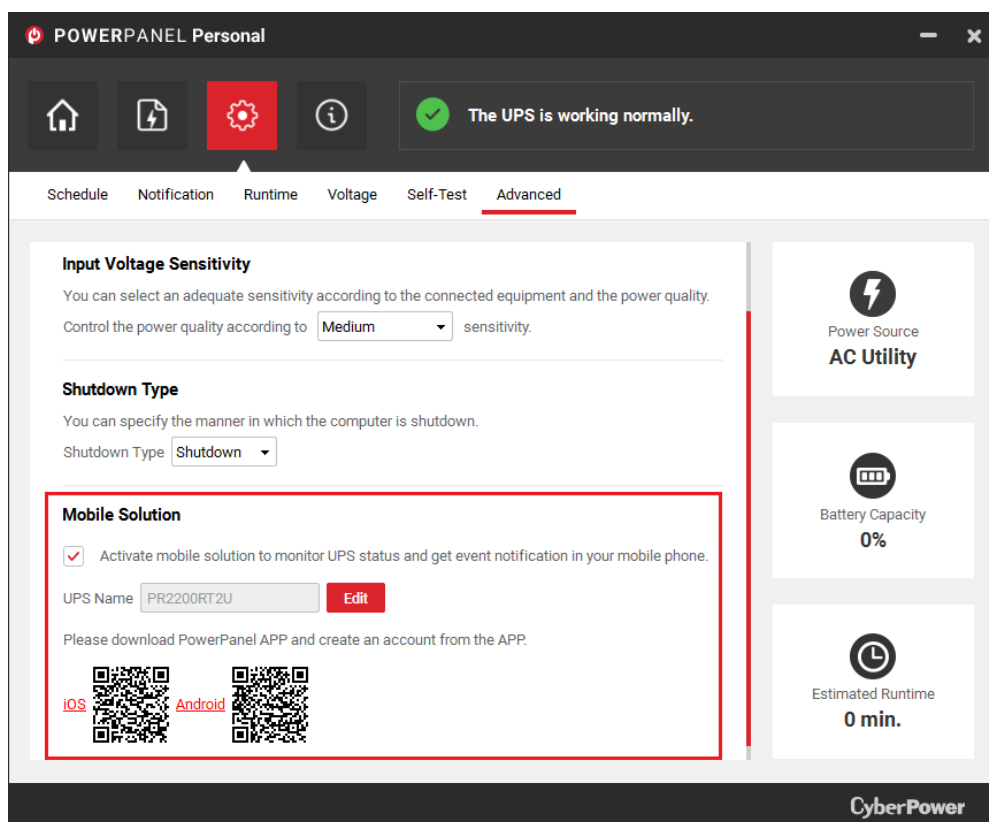 POWERPANEL Personal
The UPS is working normally.
Schedule Notification Runtime Voltage Self-Test Advanced
Input Voltage Sensitivity
You can select an adequate sensitivity according to the connected equipment and the power quality.
Control the power quality according to Medium sensitivity.
Shutdown Type
You can specify the manner in which the computer is shutdown.
Shutdown Type Shutdown
Mobile Solution
Activate mobile solution to monitor UPS status and get event notification in your mobile phone.
UPS Name PR2200RT2U Edit
Please download PowerPanel APP and create an account from the APP.
iOS Android
Power Source
AC Utility
Battery Capacity
0%
Estimated Runtime
0 min.
CyberPower